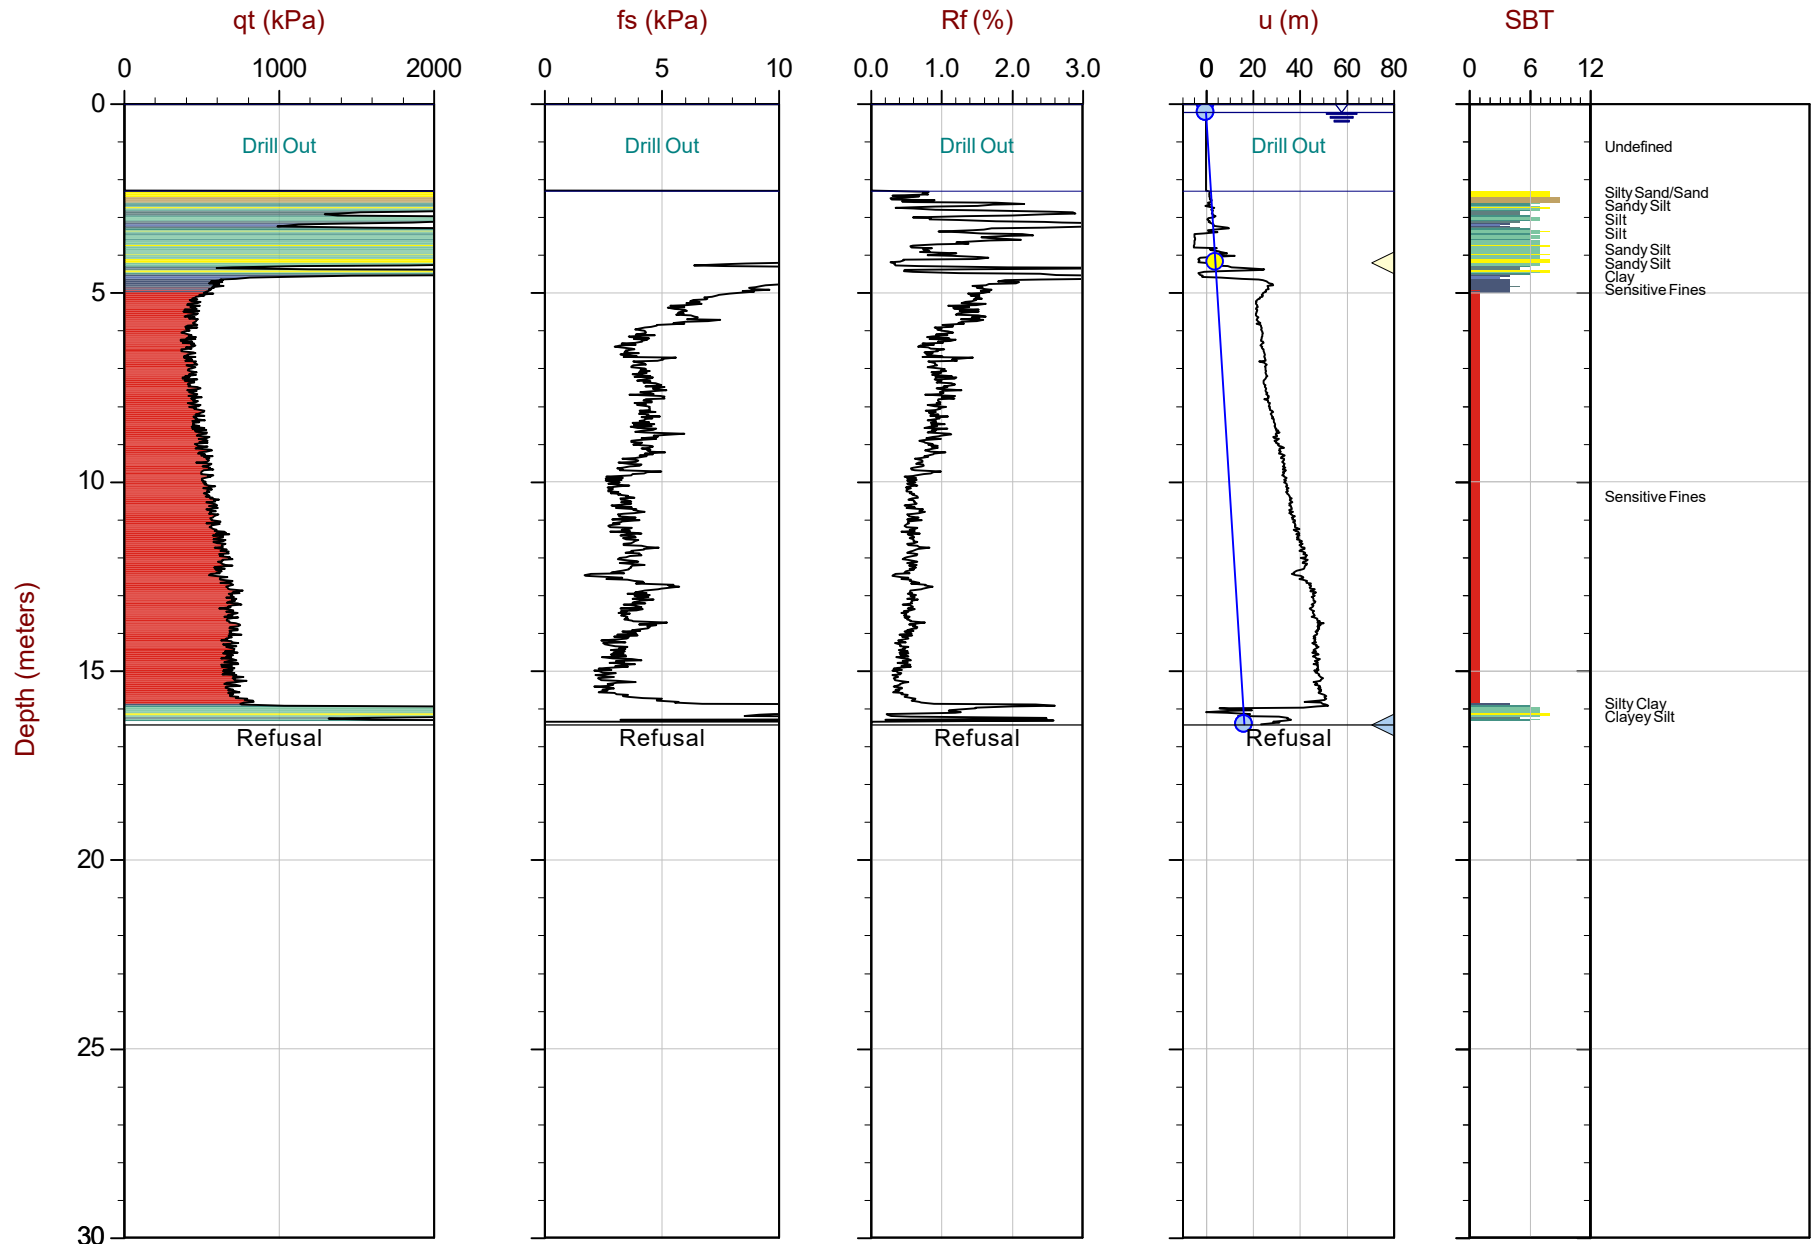 qt (kPa) fs (kPa) Rf (%) u (m) SBT
0 1000 2000 0 5 10 0.0 1.0 2.0 3.0 0 20 40 60 80 0 6 12
0
Drill Out Drill Out Drill Out Drill Out Undefined
Silty Sand/Sand
Sandy Silt
Silt
Silt
Sandy Silt
Sandy Silt
Clay
5 Sensitive Fines
10
Sensitive Fines
Depth (meters)
15
Silty Clay
Clayey Silt
Refusal Refusal Refusal Refusal
20
25
30